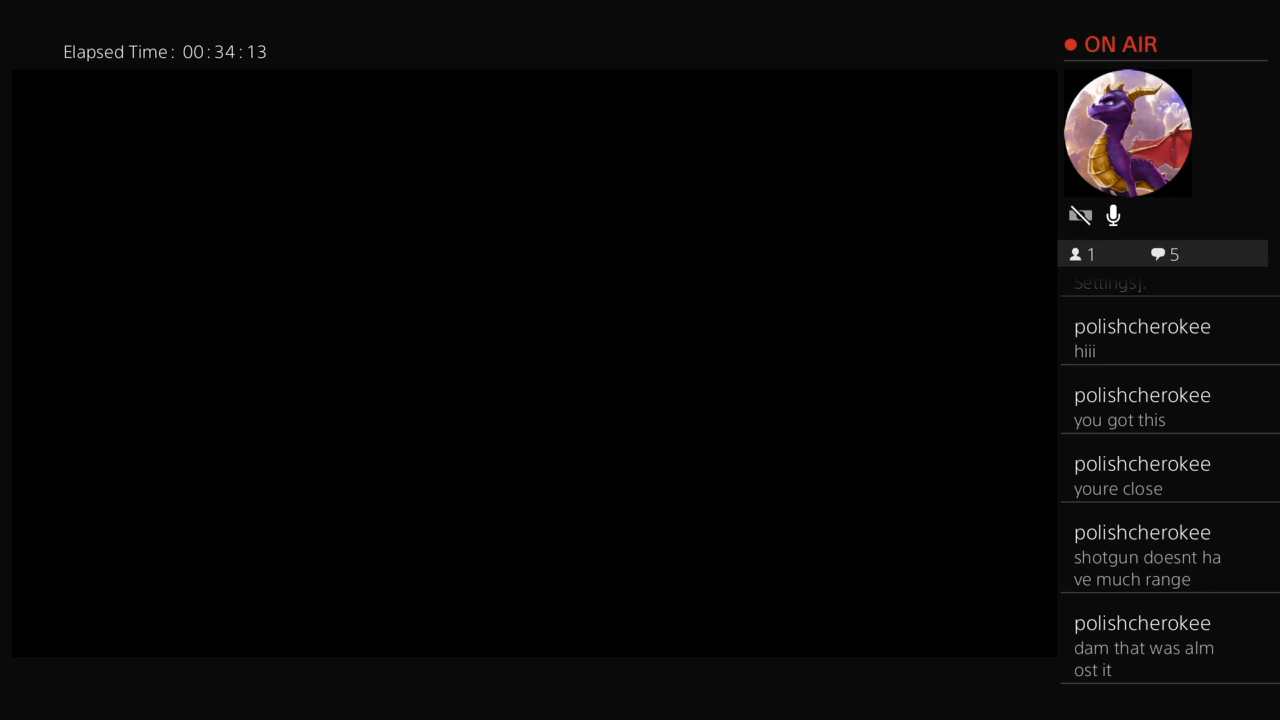 Elapsed Time: 00:34:13
ON AIR
1 5
Settings].
polishcherokee
hiii
polishcherokee
you got this
polishcherokee
youre close
polishcherokee
shotgun doesnt ha
ve much range
polishcherokee
dam that was alm
ost it